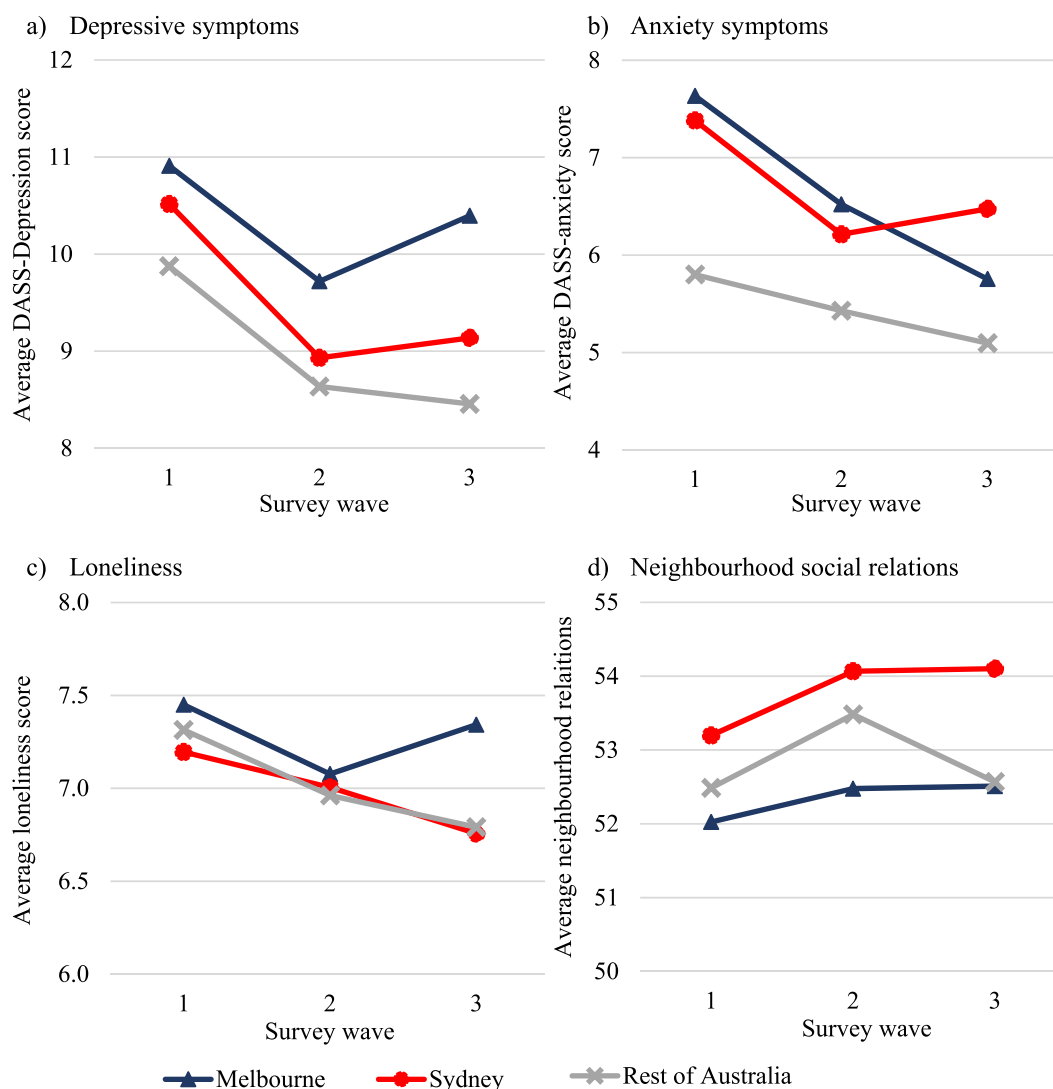 a) Depressive symptoms
Average DASS-Depression score
12
11
10
9
8
1 2 3
Survey wave
b) Anxiety symptoms
Average DASS-anxiety score
8
7
6
5
4
1 2 3
Survey wave
c) Loneliness
Average loneliness score
8.0
7.5
7.0
6.5
6.0
1 2 3
Survey wave
d) Neighbourhood social relations
Average neighbourhood relaitions
55
54
53
52
51
50
1 2 3
Survey wave
Melbourne Sydney Rest of Australia